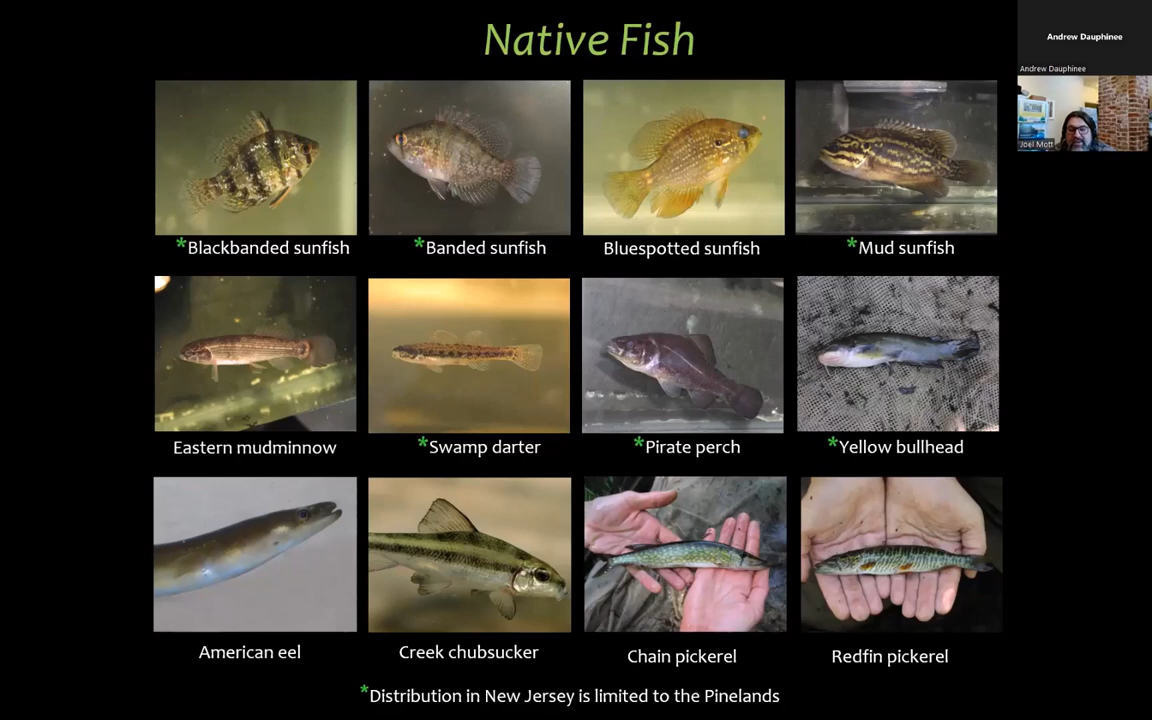 Native Fish
Andrew Dauphinee
Andrew Dauphinee
Joel Mott
*Blackbanded sunfish
*Banded sunfish
Bluespotted sunfish
*Mud sunfish
Eastern mudminnow
*Swamp darter
*Pirate perch
*Yellow bullhead
American eel
Creek chubsucker
Chain pickerel
Redfin pickerel
*Distribution in New Jersey is limited to the Pinelands